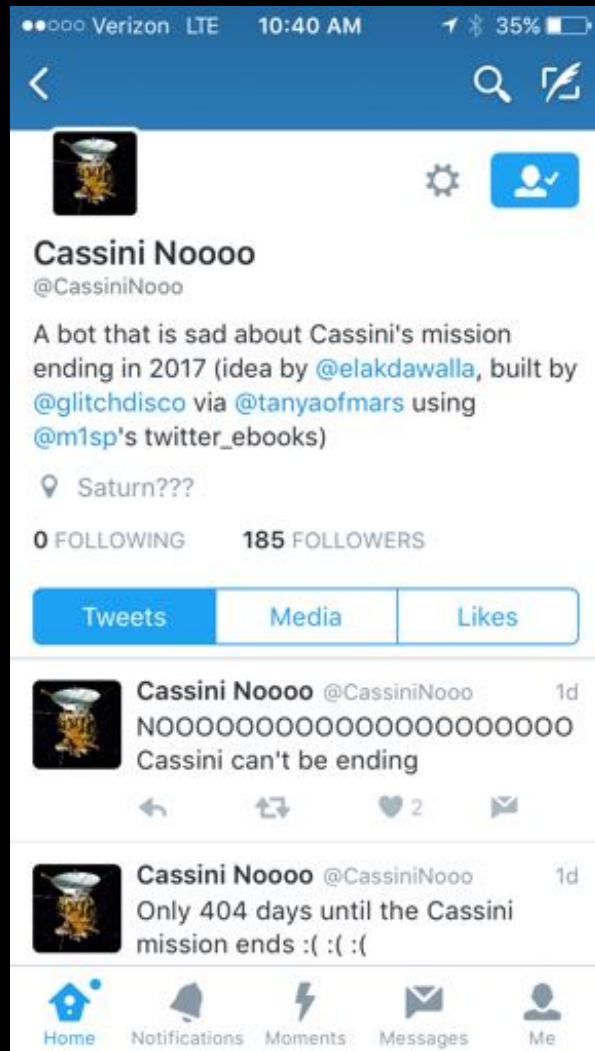 Verizon LTE 10:40 AM 35%
Cassini Noooo
@CassiniNooo
A bot that is sad about Cassini's mission
ending in 2017 (idea by @elakdawalla, built by
@glitchdisco via @tanyaofmars using
@m1sp's twitter_ebooks)
Saturn???
0 FOLLOWING 185 FOLLOWERS
Tweets Media Likes
Cassini Noooo @CassiniNooo 1d
NOOOOOOOOOOOOOOOOOOOOOO
Cassini can't be ending
2
Cassini Noooo @CassiniNooo 1d
Only 404 days until the Cassini
mission ends :( :( :(
Home Notifications Moments Messages Me